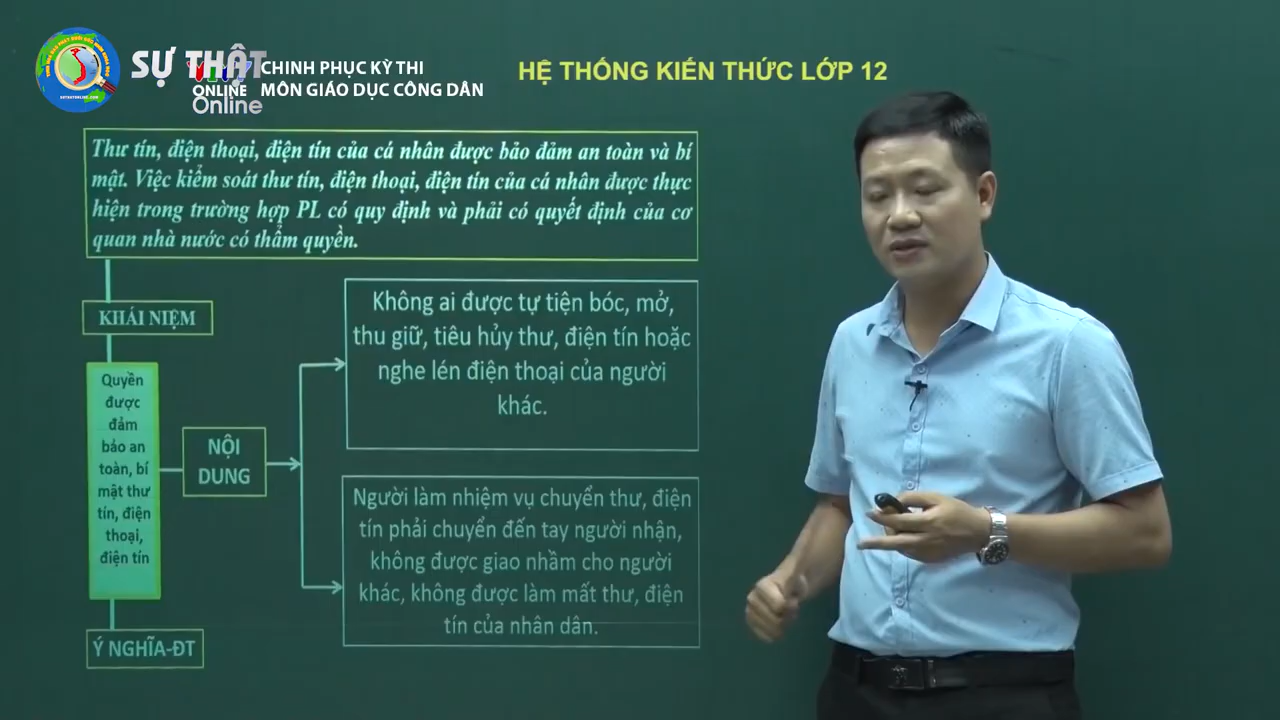 SỰ THẬT
ONLINE
Online
CHINH PHỤC KỲ THI
MÔN GIÁO DỤC CÔNG DÂN
HỆ THỐNG KIẾN THỨC LỚP 12
Thư tín, điện thoại, điện tín của cá nhân được bảo đảm an toàn và bí
mật. Việc kiểm soát thư tín, điện thoại, điện tín của cá nhân được thực
hiện trong trường hợp PL có quy định và phải có quyết định của cơ
quan nhà nước có thẩm quyền.
KHÁI NIỆM
Quyền
được
đảm
bảo an
toàn, bí
mật thư
tín, điện
thoại,
điện tín
NỘI
DUNG
Không ai được tự tiện bóc, mở,
thu giữ, tiêu hủy thư, điện tín hoặc
nghe lén điện thoại của người
khác.
Người làm nhiệm vụ chuyển thư, điện
tín phải chuyển đến tay người nhận,
không được giao nhầm cho người
khác, không được làm mất thư, điện
tín của nhân dân.
Ý NGHĨA-ĐT